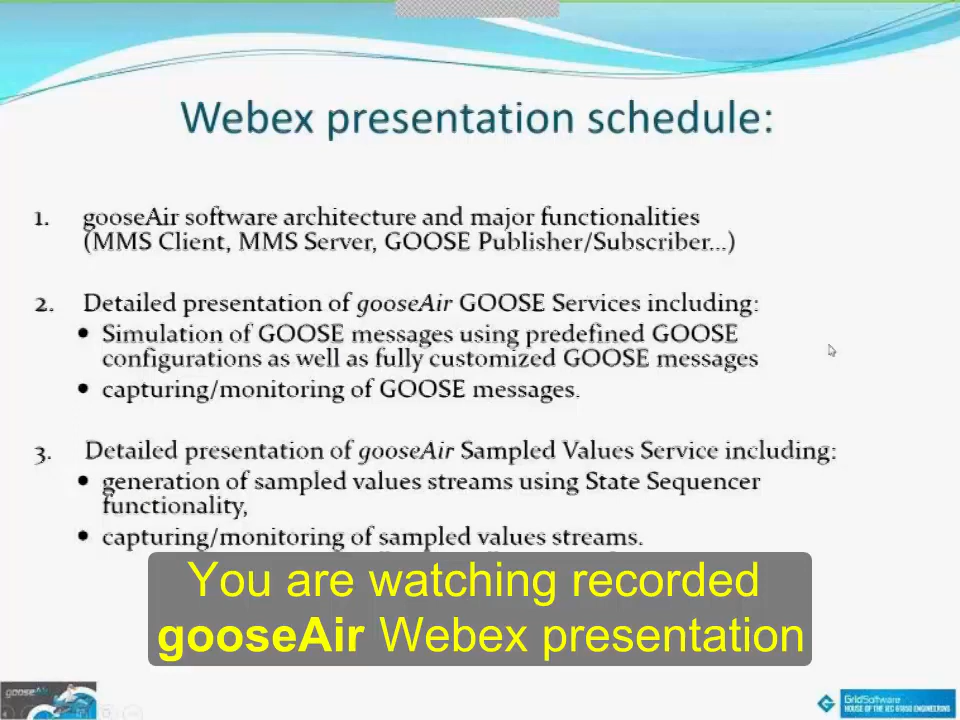 Webex presentation schedule:
1. gooseAir software architecture and major functionalities
(MMS Client, MMS Server, GOOSE Publisher/Subscriber...)
2. Detailed presentation of gooseAir GOOSE Services including:
• Simulation of GOOSE messages using predefined GOOSE
configurations as well as fully customized GOOSE messages
• capturing/monitoring of GOOSE messages.
3. Detailed presentation of gooseAir Sampled Values Service including:
• generation of sampled values streams using State Sequencer
functionality,
• capturing/monitoring of sampled values streams.
You are watching recorded
gooseAir Webex presentation
gooseAir
GridSoftware
HOUSE OF THE IEC 61850 ENGINEERING